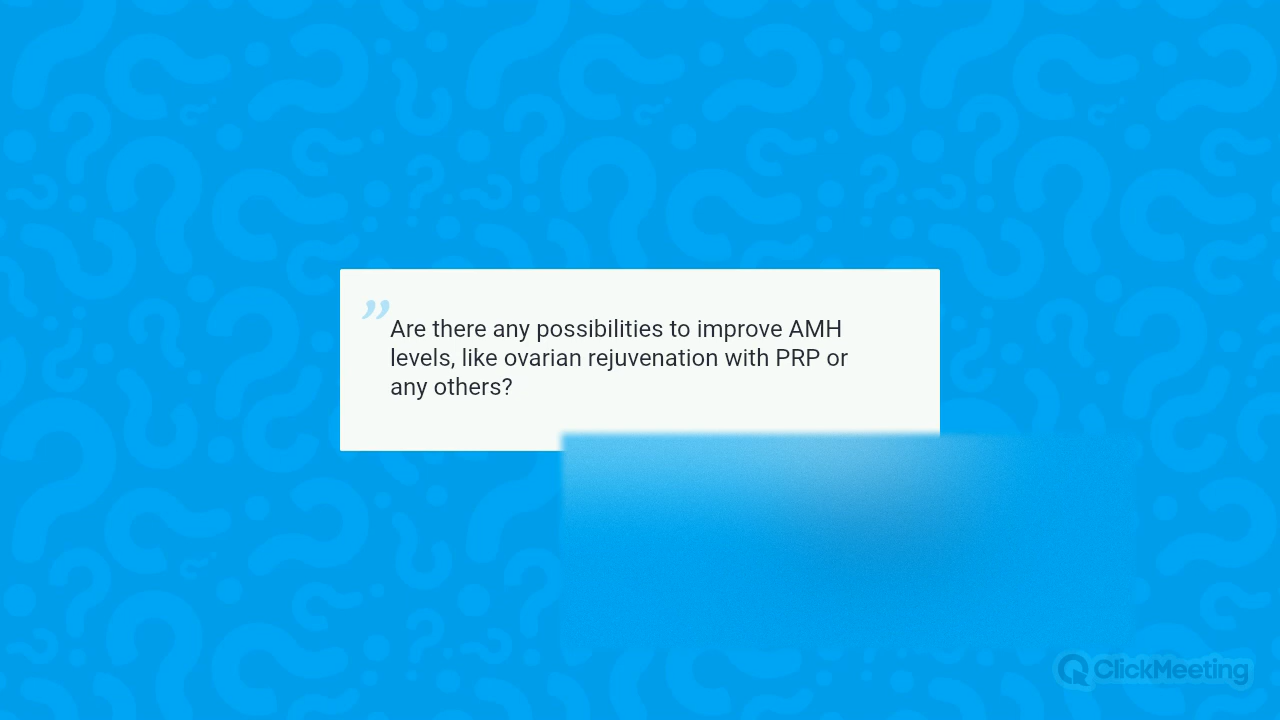 ”
Are there any possibilities to improve AMH
levels, like ovarian rejuvenation with PRP or
any others?
ClickMeeting